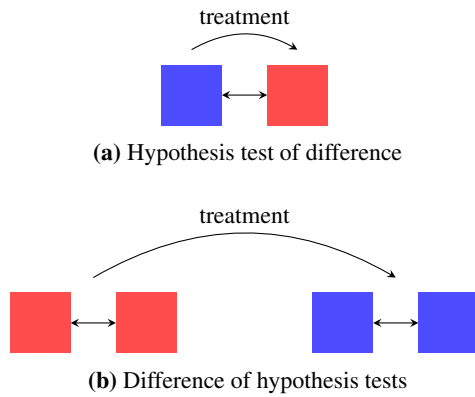 treatment
(a) Hypothesis test of difference
treatment
(b) Difference of hypothesis tests